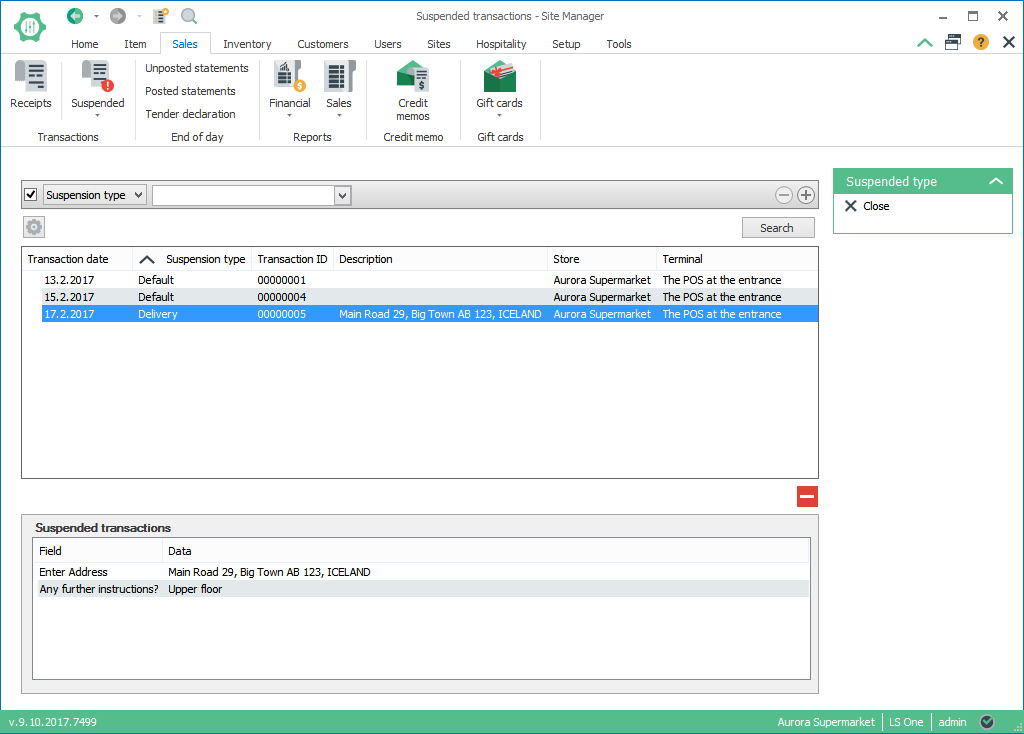 Suspended transactions - Site Manager
Home Item Sales Inventory Customers Users Sites Hospitality Setup Tools
?
Receipts
Suspended
Transactions
Unposted statements
Posted statements
Tender declaration
End of day
Financial
Sales
Reports
Credit
memos
Credit memo
Gift cards
Gift cards
Suspension type
Search
Suspended type
Close
Transaction date Suspension type Transaction ID Description Store Terminal
13.2.2017 Default 00000001 Aurora Supermarket The POS at the entrance
15.2.2017 Default 00000004 Aurora Supermarket The POS at the entrance
17.2.2017 Delivery 00000005 Main Road 29, Big Town AB 123, ICELAND Aurora Supermarket The POS at the entrance
Suspended transactions
Field Data
Enter Address Main Road 29, Big Town AB 123, ICELAND
Any further instructions? Upper floor
v.9.10.2017.7499 Aurora Supermarket LS One admin